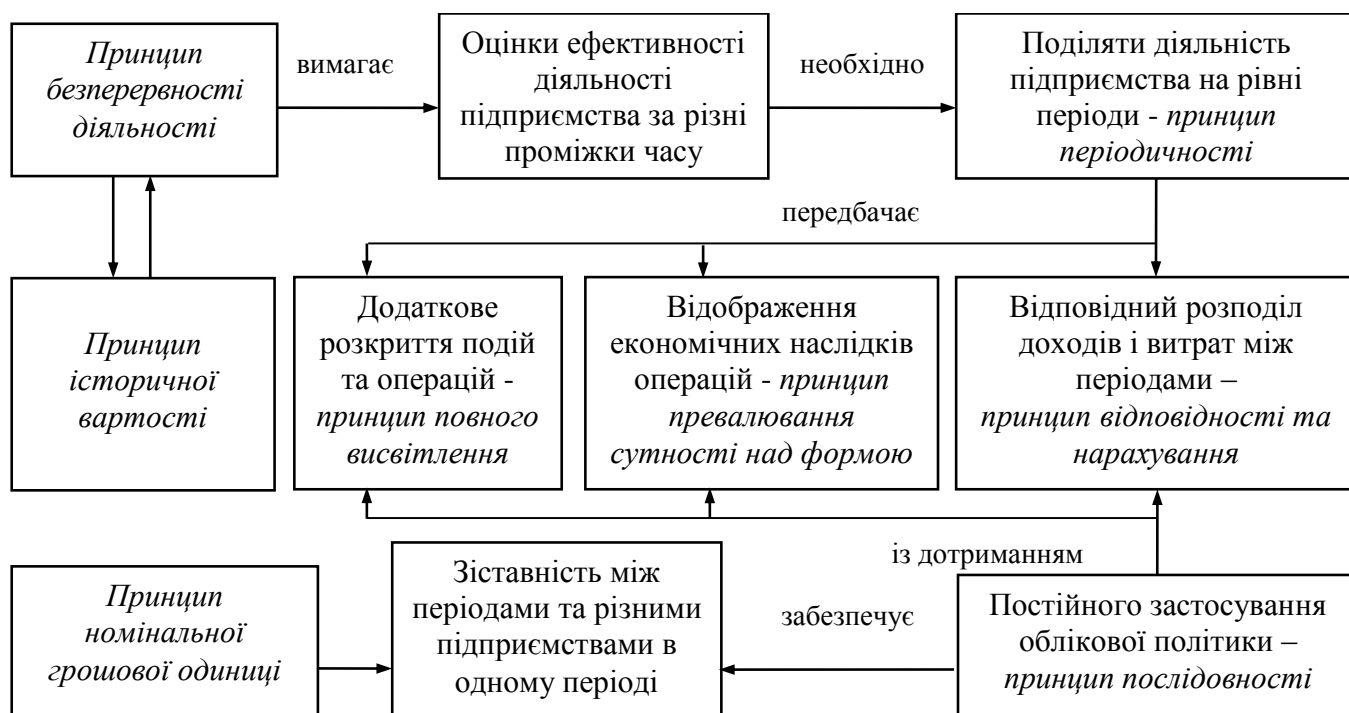 Принцип
безперервності
діяльності
вимагає
Оцінки ефективності
діяльності
підприємства за різні
проміжки часу
необхідно
Поділяти діяльність
підприємства на рівні
періоди - принцип
періодичності
передбачає
Принцип
історичної
вартості
Додаткове
розкриття подій
та операцій -
принцип повного
висвітлення
Відображення
економічних наслідків
операцій - принцип
превалювання
сутності над формою
Відповідний розподіл
доходів і витрат між
періодами –
принцип відповідності та
нарахування
із дотриманням
Принцип
номінальної
грошової одиниці
Зіставність між
періодами та різними
підприємствами в
одному періоді
забезпечує
Постійного застосування
облікової політики –
принцип послідовності